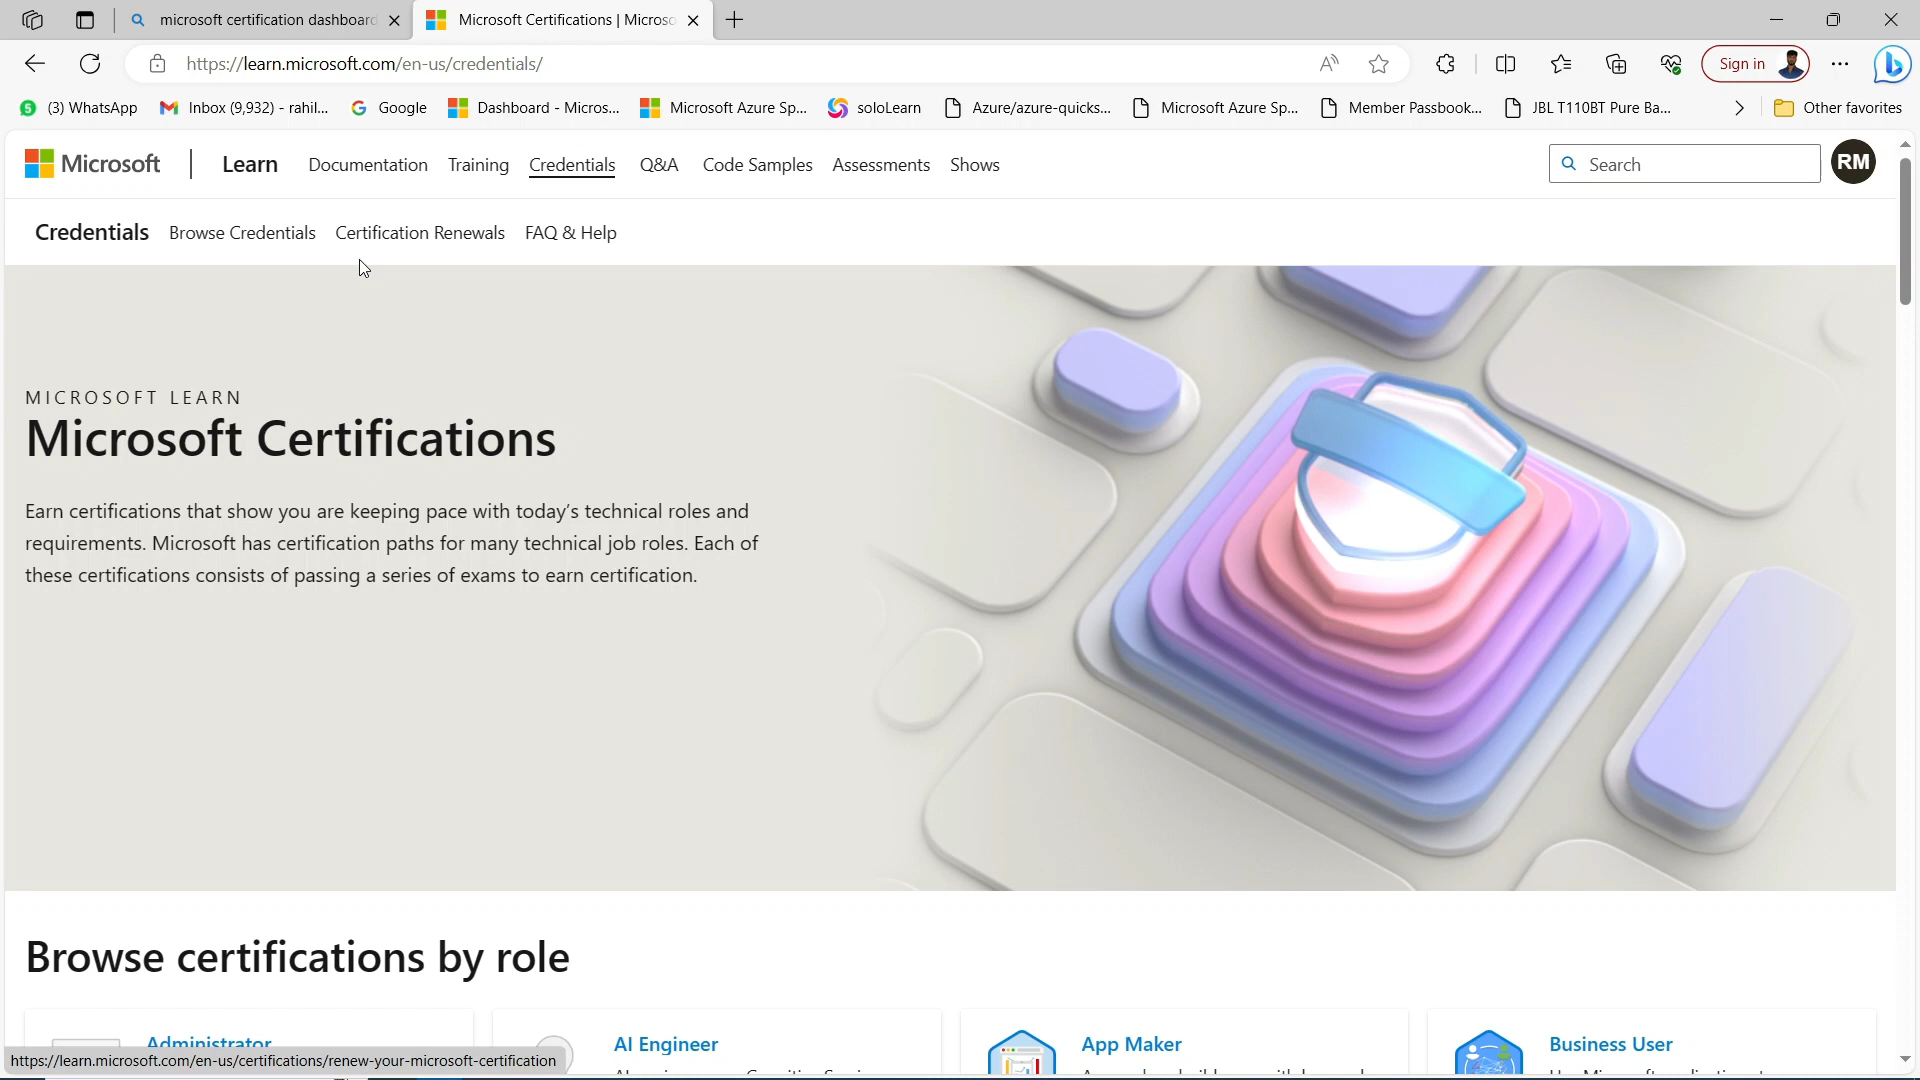 microsoft certification dashboard
Microsoft Certifications | Microso
https://learn.microsoft.com/en-us/credentials/
Sign in
(3) WhatsApp
Inbox (9,932) - rahil...
Google
Dashboard - Micros...
Microsoft Azure Sp...
soloLearn
Azure/azure-quicks...
Microsoft Azure Sp...
Member Passbook...
JBL T110BT Pure Ba...
Other favorites
Microsoft
Learn
Documentation
Training
Credentials
Q&A
Code Samples
Assessments
Shows
Search
RM
Credentials
Browse Credentials
Certification Renewals
FAQ & Help
MICROSOFT LEARN
Microsoft Certifications
Earn certifications that show you are keeping pace with today's technical roles and
requirements. Microsoft has certification paths for many technical job roles. Each of
these certifications consists of passing a series of exams to earn certification.
Browse certifications by role
Administrator
AI Engineer
App Maker
Business User
https://learn.microsoft.com/en-us/certifications/renew-your-microsoft-certification